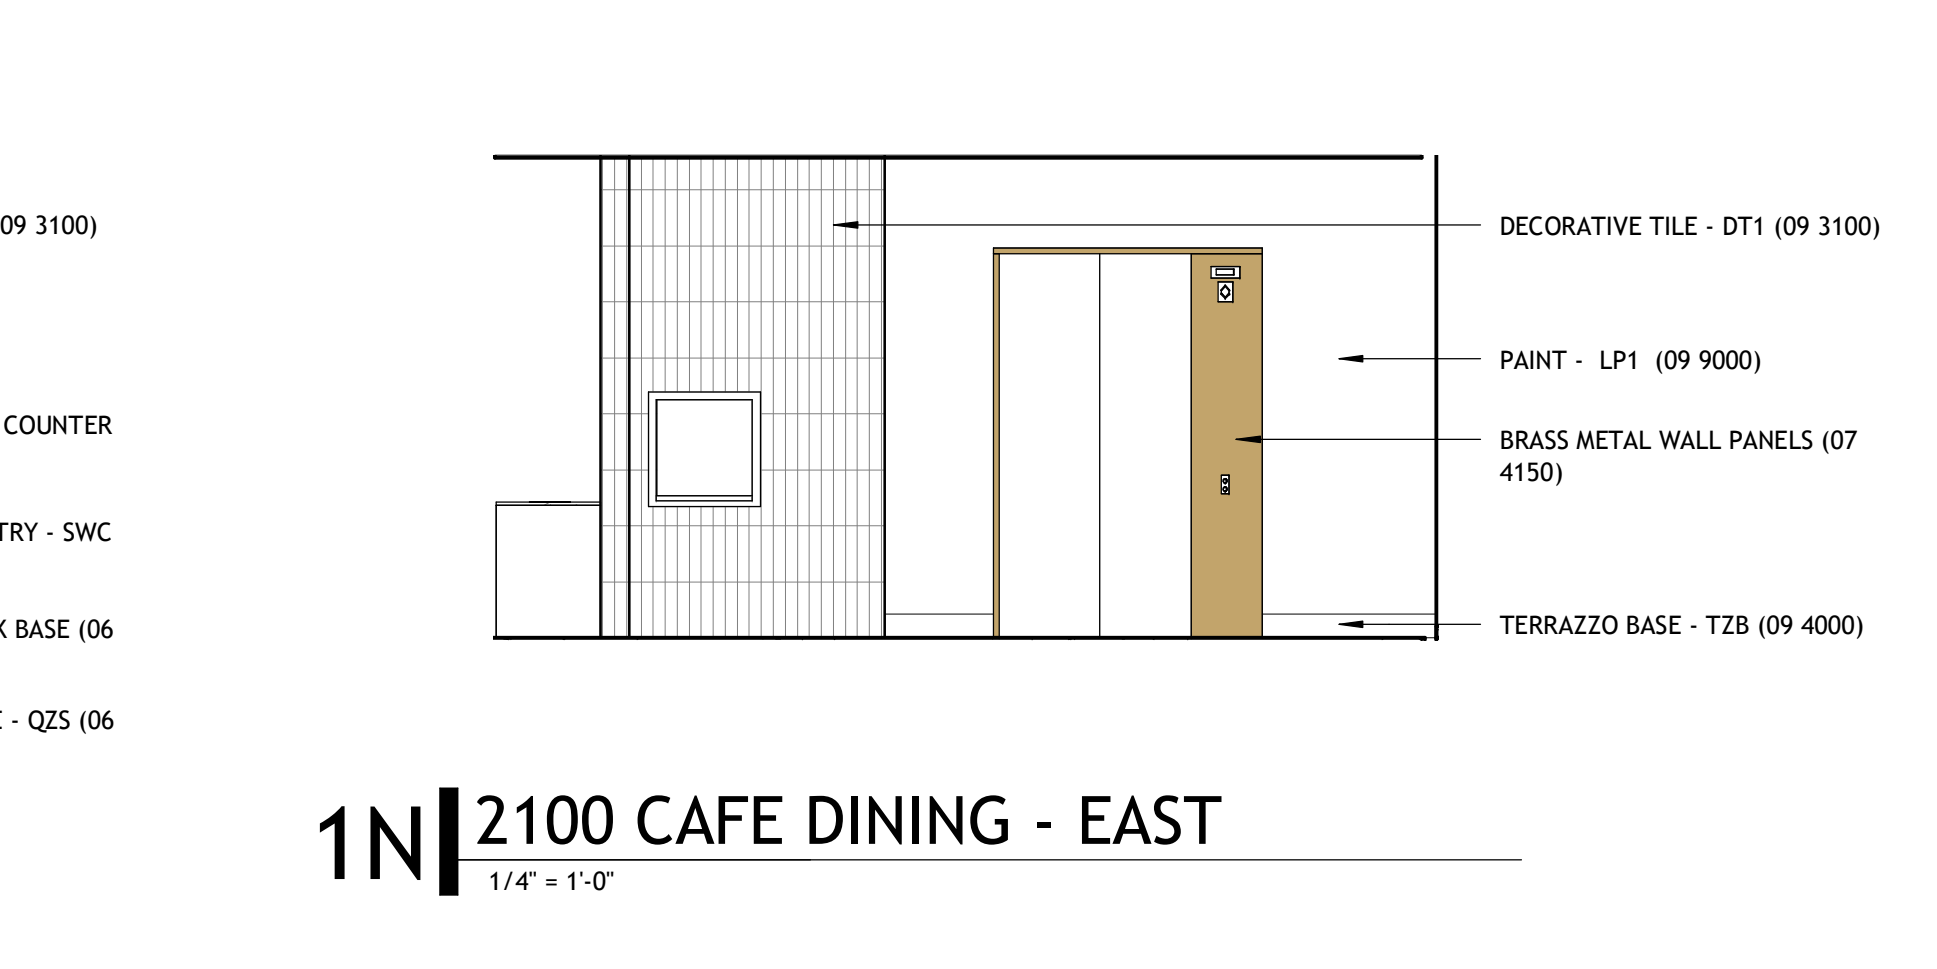 09 3100)
COUNTER
TRY - SWC
BASE (06
- QZS (06
DECORATIVE TILE - DT1 (09 3100)
PAINT - LP1 (09 9000)
BRASS METAL WALL PANELS (07
4150)
TERRAZZO BASE - TZB (09 4000)
1N
2100 CAFE DINING - EAST
1/4" = 1'-0"